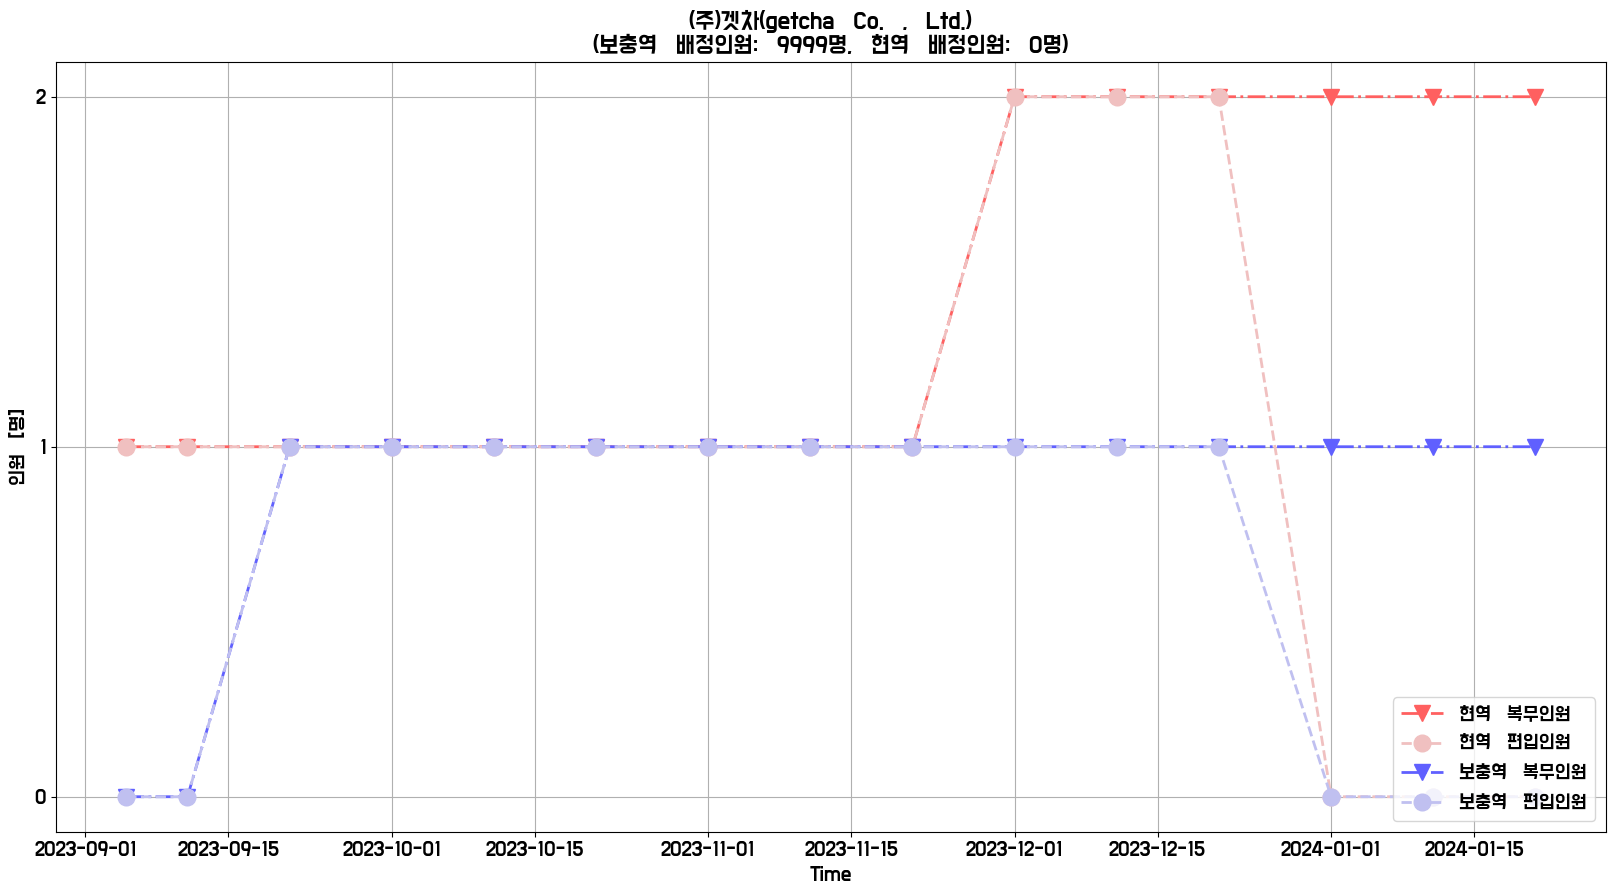 (주)겟차(getcha Co. , Ltd.)
(보충역 배정인원: 9999명, 현역 배정인원: 0명)
인원 [명]
2
1
0
현역 복무인원
현역 편입인원
보충역 복무인원
보충역 편입인원
2023-09-01 2023-09-15 2023-10-01 2023-10-15 2023-11-01 2023-11-15 2023-12-01 2023-12-15 2024-01-01 2024-01-15
Time